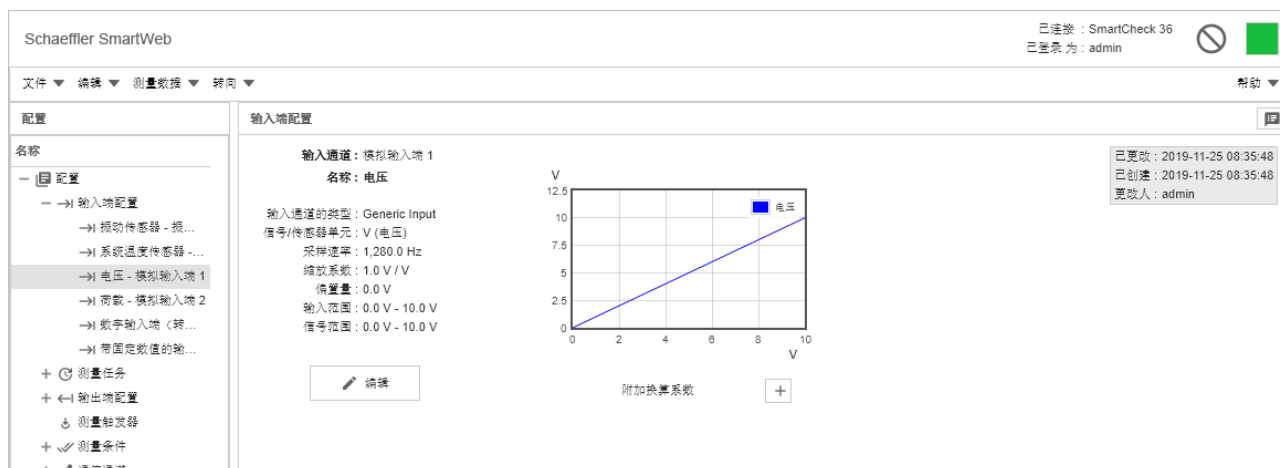 Schaeffler SmartWeb
已连接 : SmartCheck 36
已登录 为 : admin
文件 编辑 测量数据 转向 帮助
配置
名称
配置
输入端配置
振动传感器 - 振...
系统温度传感器 -...
电压 - 模拟输入端 1
荷载 - 模拟输入端 2
数字输入端（转...
带固定数值的输...
测量任务
输出端配置
测量触发器
测量条件
输入端配置
输入通道 : 模拟输入端 1
名称 : 电压
输入通道的类型 : Generic Input
信号/传感器单元 : V (电压)
采样速率 : 1,280.0 Hz
缩放系数 : 1.0 V / V
偏置量 : 0.0 V
输入范围 : 0.0 V - 10.0 V
信号范围 : 0.0 V - 10.0 V
编辑
V
12.5
10
7.5
5
2.5
0
0 2 4 6 8 10
V
电压
附加换算系数
已更改 : 2019-11-25 08:35:48
已创建 : 2019-11-25 08:35:48
更改人 : admin